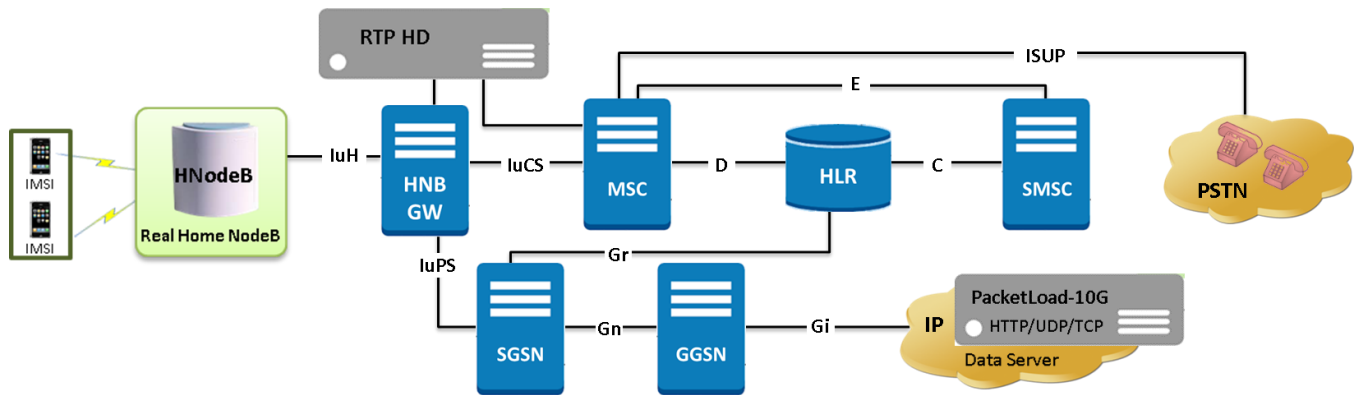 RTP HD
ISUP
E
IMSI
IMSI
HNodeB
Real Home NodeB
IuH
HNB
GW
IuCS
MSC
D
HLR
C
SMSC
PSTN
IuPS
Gr
SGSN
Gn
GGSN
Gi
IP
PacketLoad-10G
HTTP/UDP/TCP
Data Server